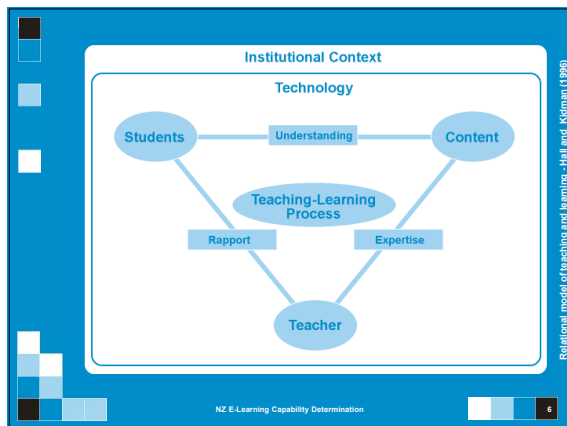 Institutional Context
Technology
Students
Understanding
Content
Teaching-Learning
Process
Rapport
Expertise
Teacher
Relational model of teaching and learning - Hall and Kidman (1996)
NZ E-Learning Capability Determination
6